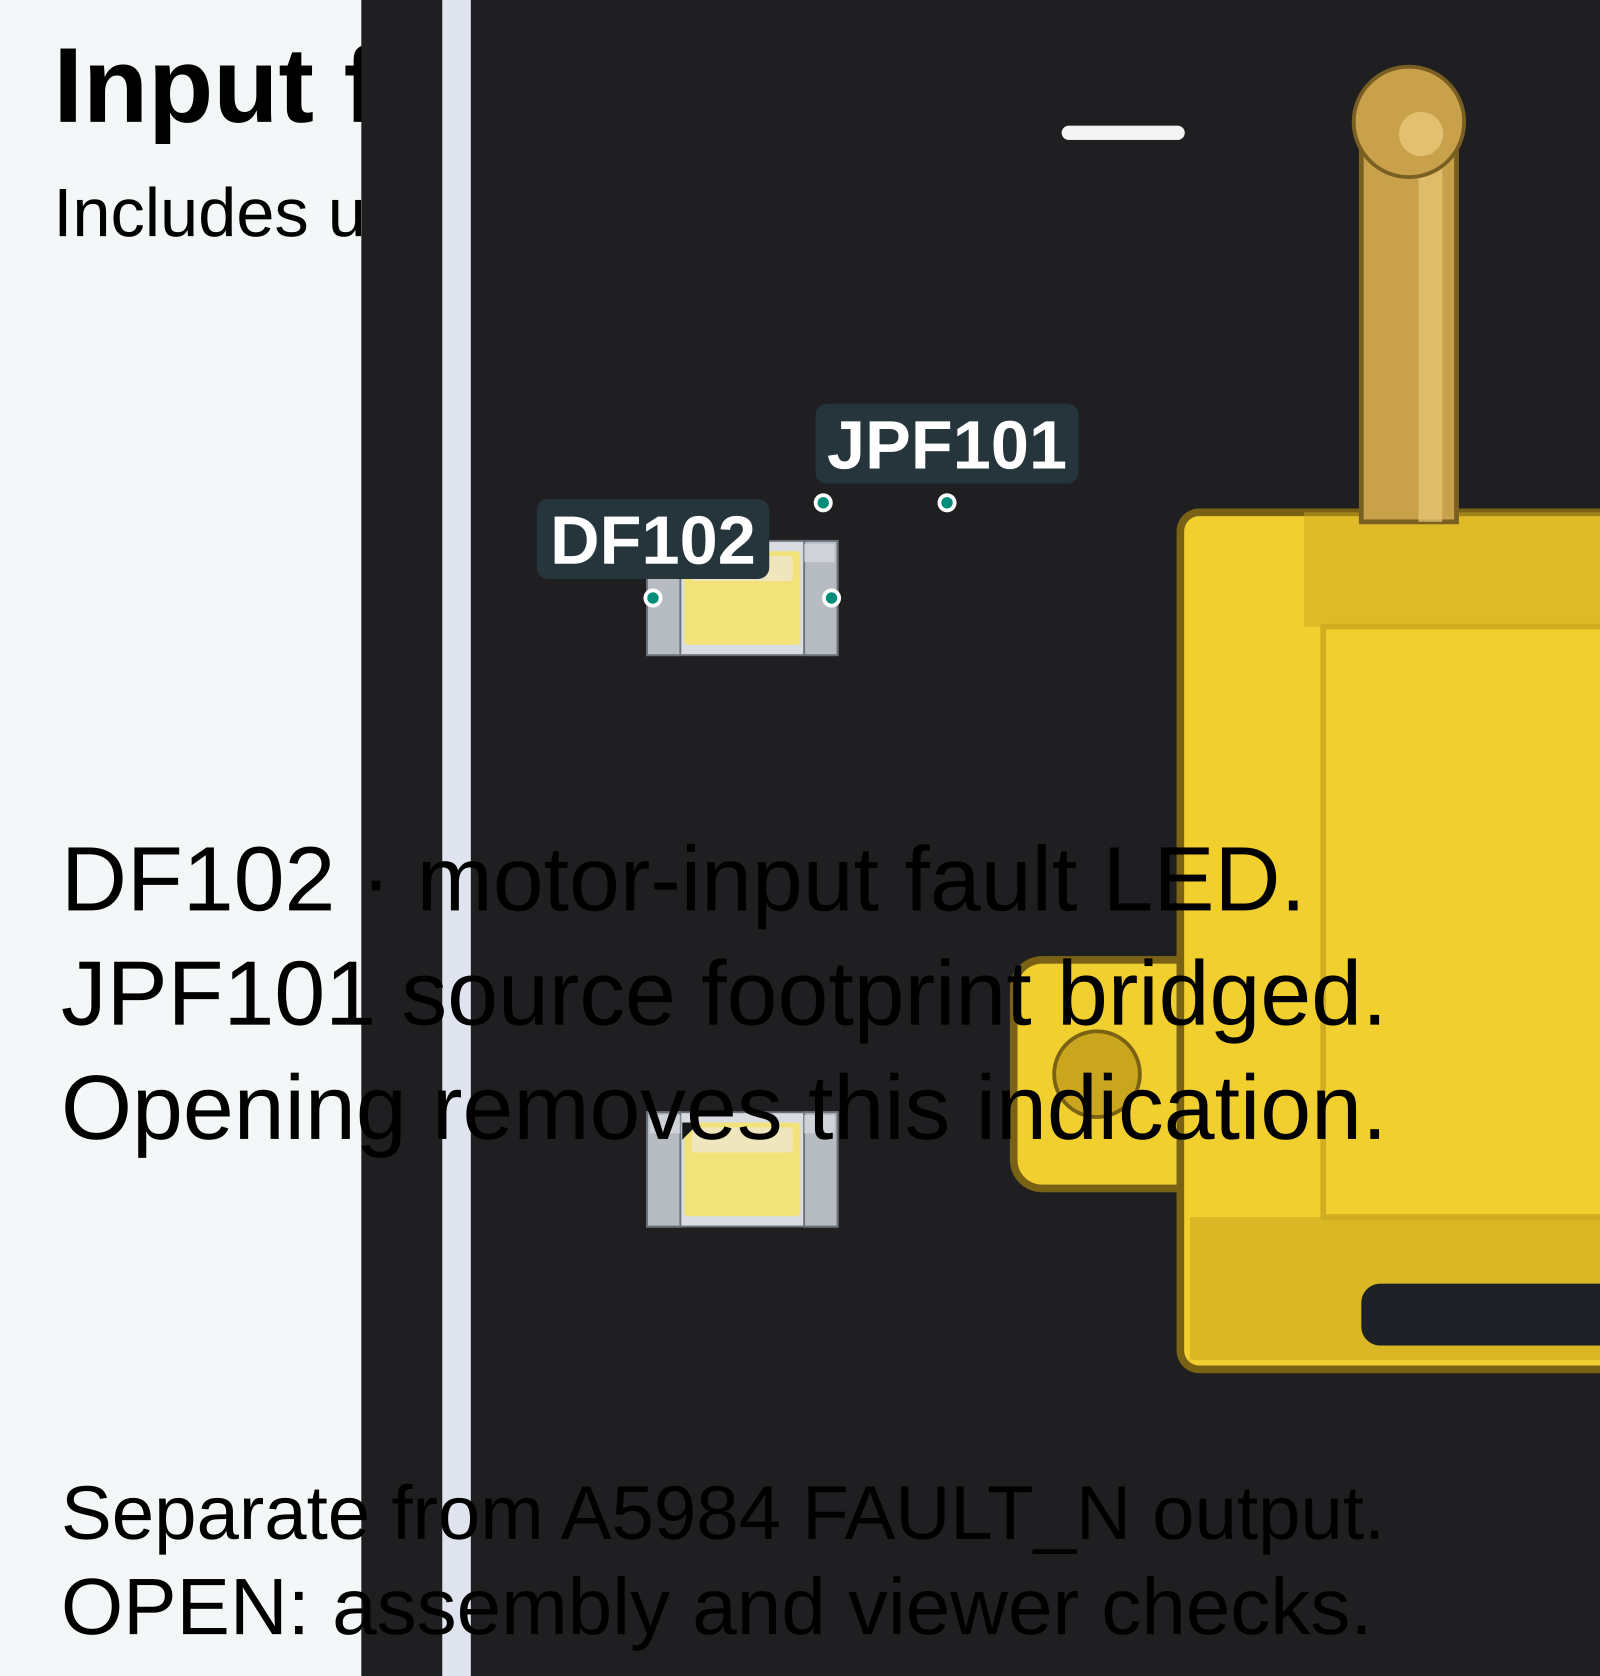 Input
Includes
JPF101
DF102
DF102 · motor-input fault LED.
JPF101 source footprint bridged.
Opening removes this indication.
Separate from A5984 FAULT_N output.
OPEN: assembly and viewer checks.